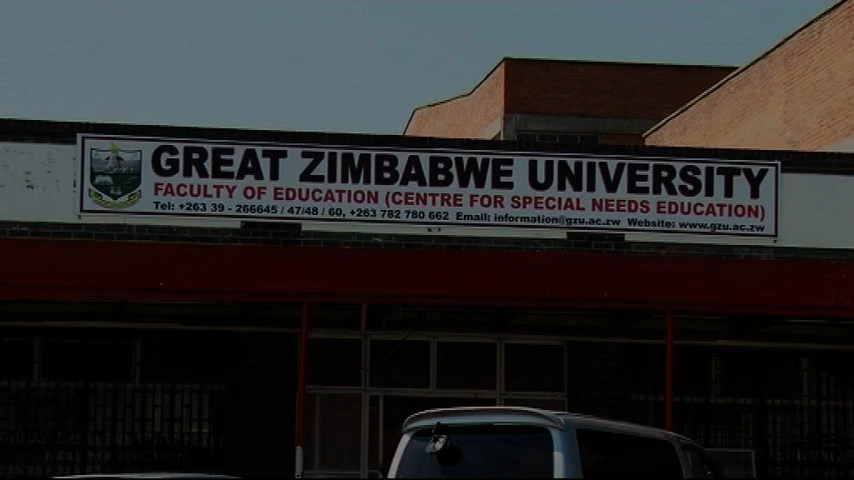 GREAT ZIMBABWE UNIVERSITY
FACULTY OF EDUCATION (CENTRE FOR SPECIAL NEEDS EDUCATION)
Tel: +263 39 - 266645 / 47/48 / 60, +263 782 780 662 Email: information@gzu.ac.zw Website: www.gzu.ac.zw